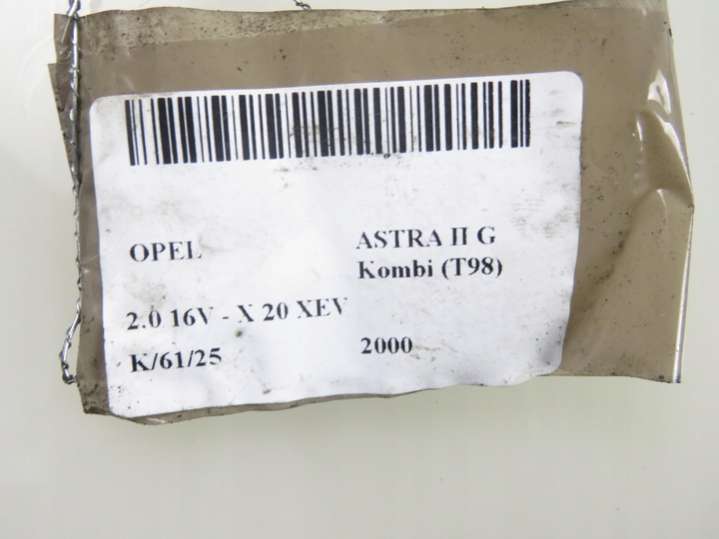 OPEL ASTRA II G
Kombi (T98)
2.0 16V - X 20 XEV
K/61/25 2000